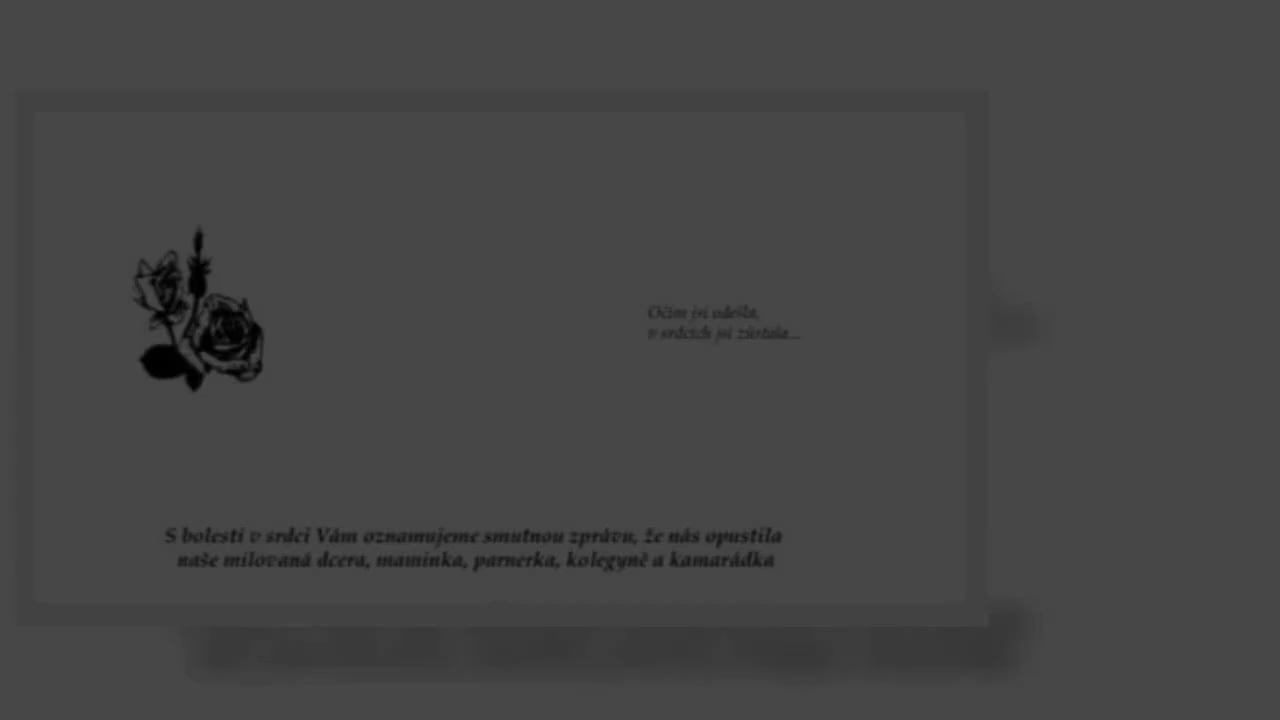 Očím jsi odešla,
v srdcích jsi zůstala...
S bolestí v srdci Vám oznamujeme smutnou zprávu, že nás opustila
naše milovaná dcera, maminka, parnerka, kolegyně a kamarádka